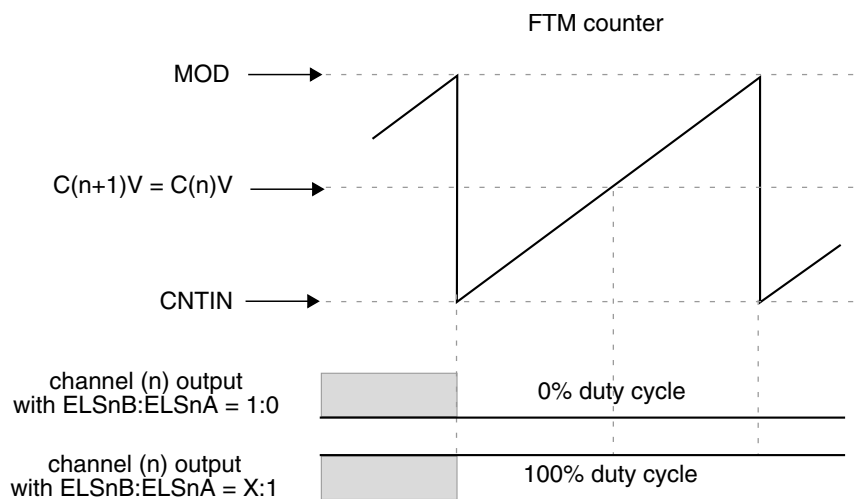 FTM counter
MOD
C(n+1)V = C(n)V
CNTIN
channel (n) output
with ELSnB:ELSnA = 1:0
0% duty cycle
channel (n) output
with ELSnB:ELSnA = X:1
100% duty cycle